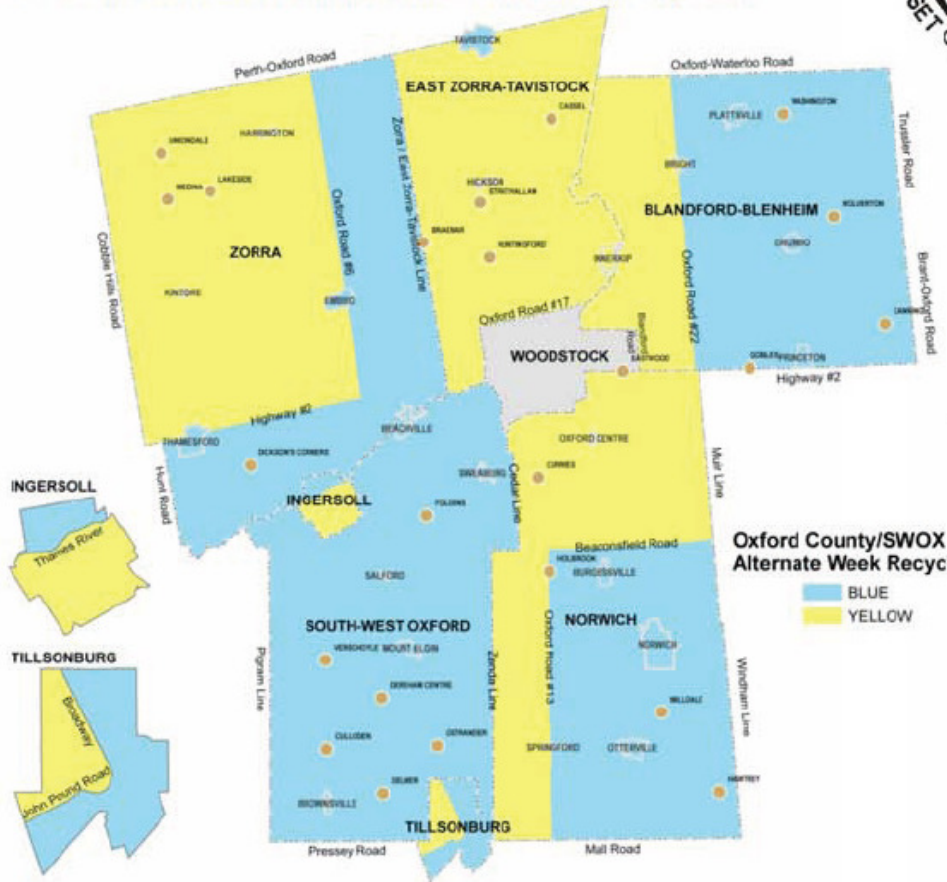 SET
Perth-Oxford Road
TAVISTOCK
Oxford-Waterloo Road
EAST ZORRA-TAVISTOCK
CASSEL
PLATTSVILLE
WASHINGTON
HARRINGTON
LAKESIDE
MEDINA
Zorra / East Zorra-Tavistock Line
HICKSON
STRATHALLAN
BRIGHT
Trussler Road
ZORRA
Oxford Road #6
BRAEMAR
HUNTINGFORD
BLANDFORD-BLENHEIM
WOLVERTON
DRUMBO
Cobble Hills Road
KINTORE
EMBRO
INNERKIP
Oxford Road #22
Brant-Oxford Road
Oxford Road #17
WOODSTOCK
Blandford Road
EASTWOOD
GOBLES
PRINCETON
Highway #2
Highway #2
THAMESFORD
BEACHVILLE
OXFORD CENTRE
DICKSON'S CORNERS
Hunt Road
SWEABURG
CURRIES
Cedar Line
Muir Line
INGERSOLL
Thames River
INGERSOLL
FOLDENS
Beaconsfield Road
Oxford County/SWOX
Alternate Week Recyc
BLUE
YELLOW
HOLBROOK
BURGESSVILLE
SALFORD
SOUTH-WEST OXFORD
NORWICH
NORWICH
VERSCHOYLE
MOUNT ELGIN
Pigram Line
Zenda Line
Oxford Road #13
Windham Line
TILLSONBURG
Broadway
John Pound Road
DEREHAM CENTRE
MILLDALE
CULLODEN
OSTRANDER
SPRINGFORD
OTTERVILLE
DELMER
BROWNSVILLE
TILLSONBURG
Pressey Road
Mall Road